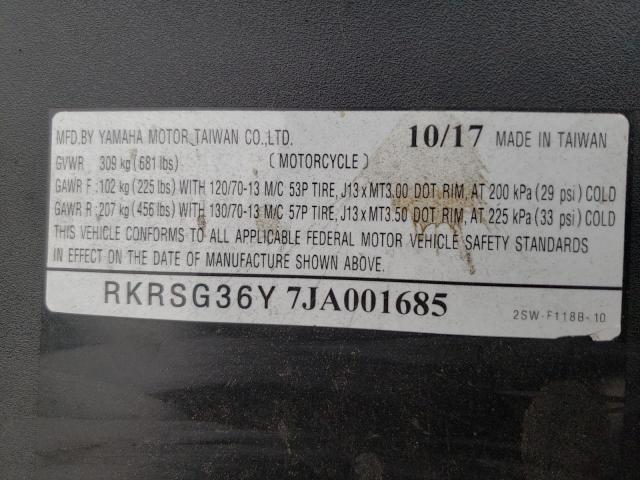 MFD.BY YAMAHA MOTOR TAIWAN CO.,LTD. 10/17 MADE IN TAIWAN
GVWR 309 kg (681 lbs) (MOTORCYCLE)
GAWR F : 102 kg (225 lbs) WITH 120/70-13 M/C 53P TIRE, J13 x MT3.00 DOT RIM, AT 200 kPa (29 psi) COLD
GAWR R : 207 kg (456 lbs) WITH 130/70-13 M/C 57P TIRE, J13 x MT3.50 DOT RIM, AT 225 kPa (33 psi) COLD
THIS VEHICLE CONFORMS TO ALL APPLICABLE FEDERAL MOTOR VEHICLE SAFETY STANDARDS
IN EFFECT ON THE DATE OF MANUFACTURE SHOWN ABOVE.
RKRSG36Y 7JA001685 2SW-F118B-10